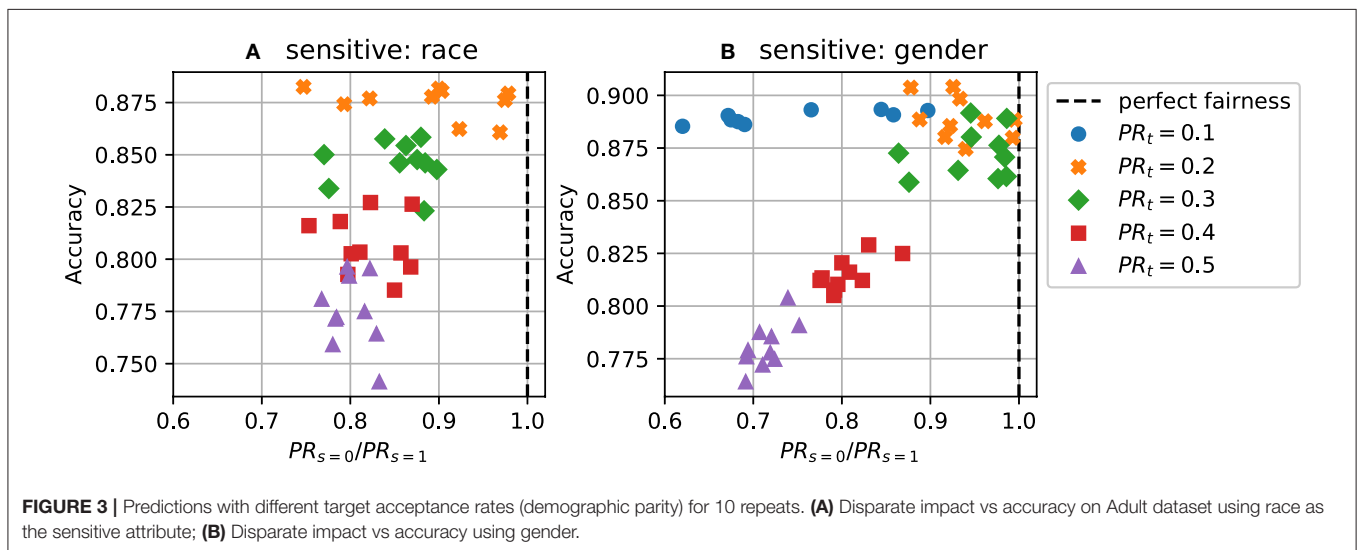 A sensitive: race
0.875
0.850
0.825
0.800
0.775
0.750
Accuracy
0.6 0.7 0.8 0.9 1.0
PR_{s=0}/PR_{s=1}
B sensitive: gender
0.900
0.875
0.850
0.825
0.800
0.775
Accuracy
0.6 0.7 0.8 0.9 1.0
PR_{s=0}/PR_{s=1}
perfect fairness
PR_t = 0.1
PR_t = 0.2
PR_t = 0.3
PR_t = 0.4
PR_t = 0.5
FIGURE 3 | Predictions with different target acceptance rates (demographic parity) for 10 repeats. (A) Disparate impact vs accuracy on Adult dataset using race as
the sensitive attribute; (B) Disparate impact vs accuracy using gender.